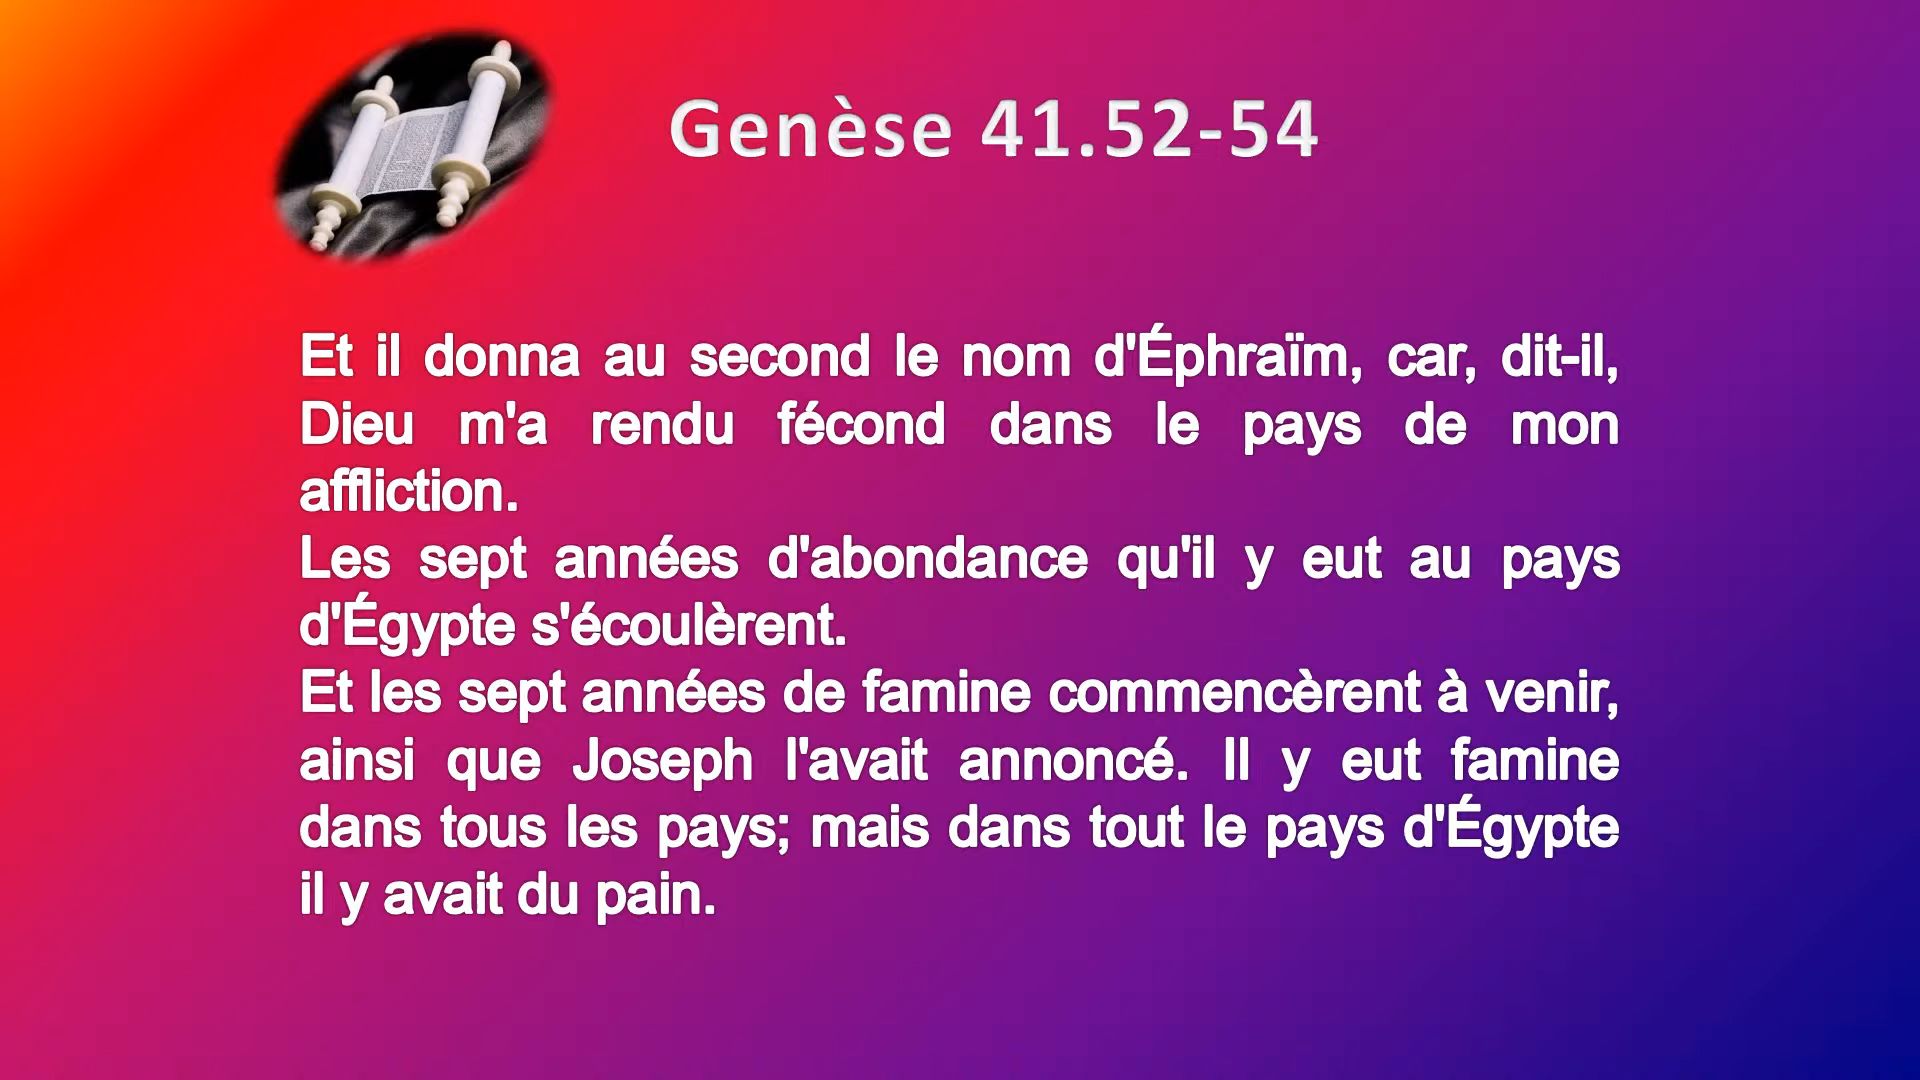 Genèse 41.52-54
Et il donna au second le nom d'Éphraïm, car, dit-il,
Dieu m'a rendu fécond dans le pays de mon
affliction.
Les sept années d'abondance qu'il y eut au pays
d'Égypte s'écoulèrent.
Et les sept années de famine commencèrent à venir,
ainsi que Joseph l'avait annoncé. Il y eut famine
dans tous les pays; mais dans tout le pays d'Égypte
il y avait du pain.